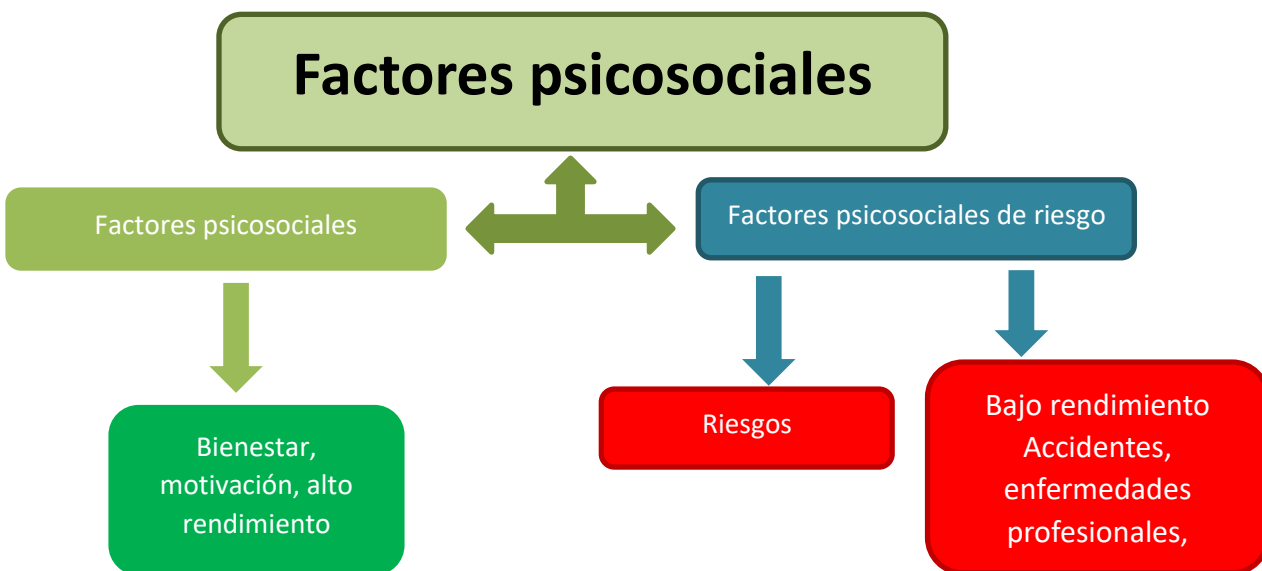 Factores psicosociales
Factores psicosociales
Factores psicosociales de riesgo
Riesgos
Bienestar,
motivación, alto
rendimiento
Bajo rendimiento
Accidentes,
enfermedades
profesionales,